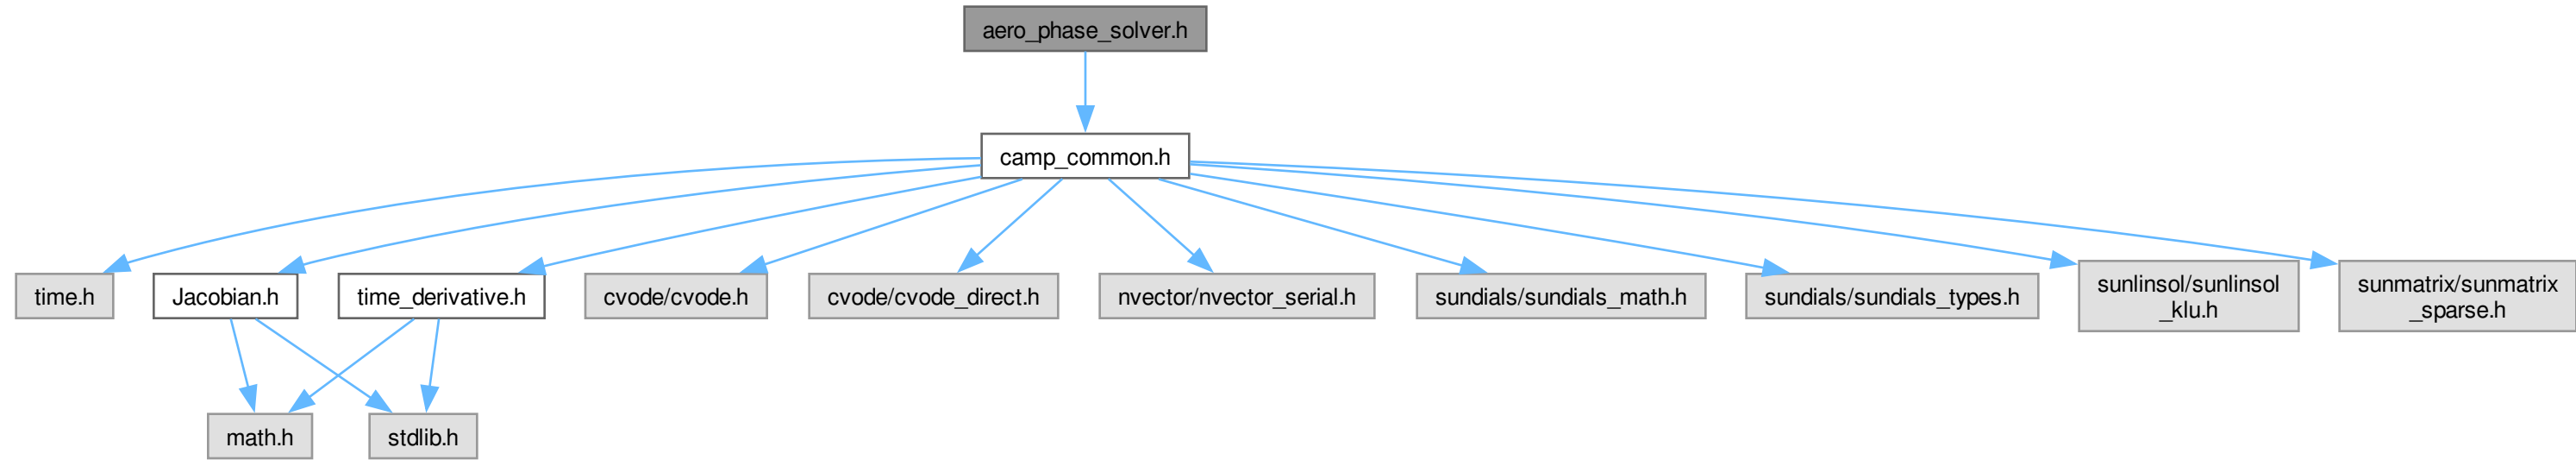 aero_phase_solver.h
camp_common.h
time.h
Jacobian.h
time_derivative.h
cvode/cvode.h
cvode/cvode_direct.h
nvector/nvector_serial.h
sundials/sundials_math.h
sundials/sundials_types.h
sunlinsol/sunlinsol
_klu.h
sunmatrix/sunmatrix
_sparse.h
math.h
stdlib.h